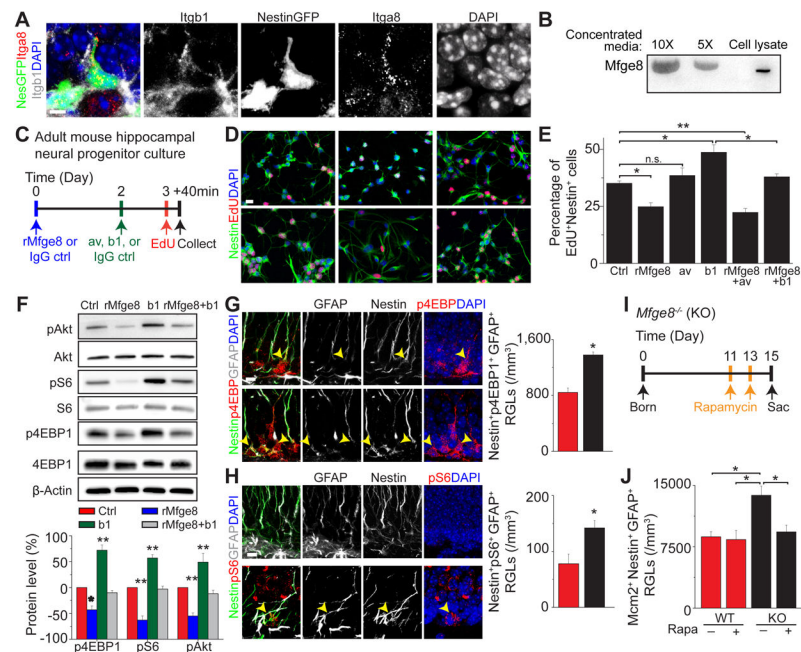 A
Itgb1
NestinGFP
Itga8
DAPI
NesGFPItga8
Itgb1DAPI
B
Concentrated
media:
10X
5X
Cell lysate
Mfge8
C
Adult mouse hippocampal
neural progenitor culture
Time (Day)
0
2
3
+40min
rMfge8 or
IgG ctrl
av, b1, or
IgG ctrl
EdU
Collect
D
NestinEdUDAPI
E
Percentage of
EdU+Nestin+ cells
50
25
0
**
*
*
n.s.
*
Ctrl
rMfge8
av
b1
rMfge8
+av
rMfge8
+b1
F
Ctrl
rMfge8
b1
rMfge8+b1
pAkt
Akt
pS6
S6
p4EBP1
4EBP1
β-Actin
Ctrl
rMfge8
b1
rMfge8+b1
Protein level (%)
100
50
0
-50
-100
**
**
**
*
**
**
p4EBP1
pS6
pAkt
G
GFAP
Nestin
p4EBPDAPI
Nestinp4EBPGFAPDAPI
Nestin+p4EBP1+ GFAP+
RGLs (/mm³)
1,600
800
0
*
H
GFAP
Nestin
pS6DAPI
NestinpS6GFAPDAPI
Nestin+pS6+ GFAP+
RGLs (/mm³)
200
100
0
*
I
Mfge8-/- (KO)
Time (Day)
0
11
13
15
Born
Rapamycin
Sac
J
Mcm2+ Nestin+ GFAP+
RGLs (/mm³)
15000
7500
0
*
*
*
WT
KO
Rapa
–
+
–
+